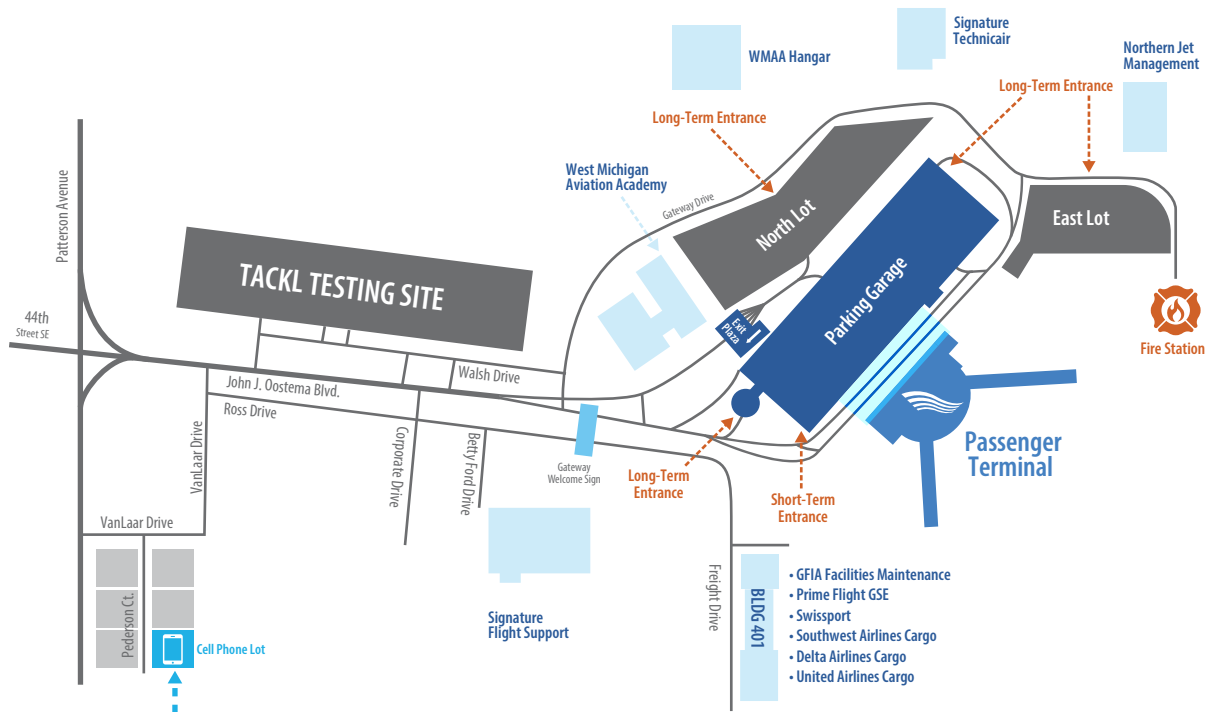 Signature
Technicair
WMAA Hangar
Northern Jet
Management
Long-Term Entrance
Long-Term Entrance
West Michigan
Aviation Academy
Gateway Drive
North Lot
East Lot
Patterson Avenue
TACKL TESTING SITE
Parking Garage
44th
Street SE
Exit
Plaza
Fire Station
Walsh Drive
John J. Oostema Blvd.
Ross Drive
VanLaar Drive
Corporate Drive
Betty Ford Drive
Gateway
Welcome Sign
Long-Term
Entrance
Short-Term
Entrance
Passenger
Terminal
VanLaar Drive
Pederson Ct.
Cell Phone Lot
Signature
Flight Support
Freight Drive
BLDG 401
• GFIA Facilities Maintenance
• Prime Flight GSE
• Swissport
• Southwest Airlines Cargo
• Delta Airlines Cargo
• United Airlines Cargo